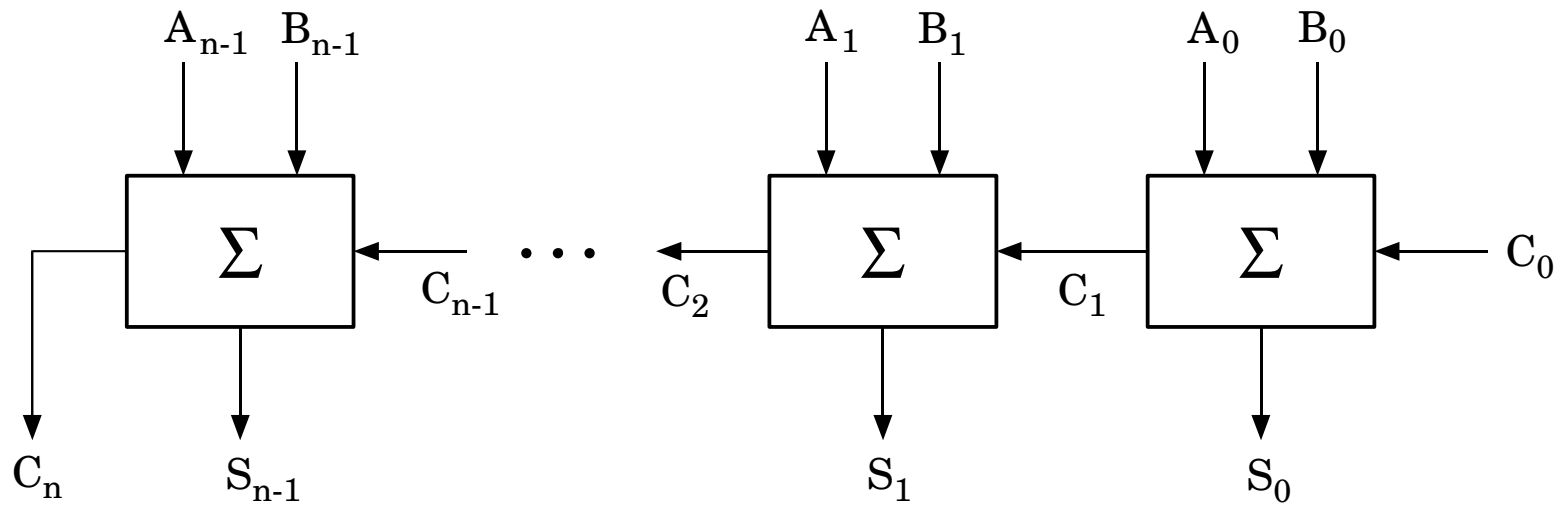 Aₙ₋₁ Bₙ₋₁ A₁ B₁ A₀ B₀
Σ ••• Σ Σ C₀
Cₙ₋₁ C₂ C₁
Cₙ Sₙ₋₁ S₁ S₀